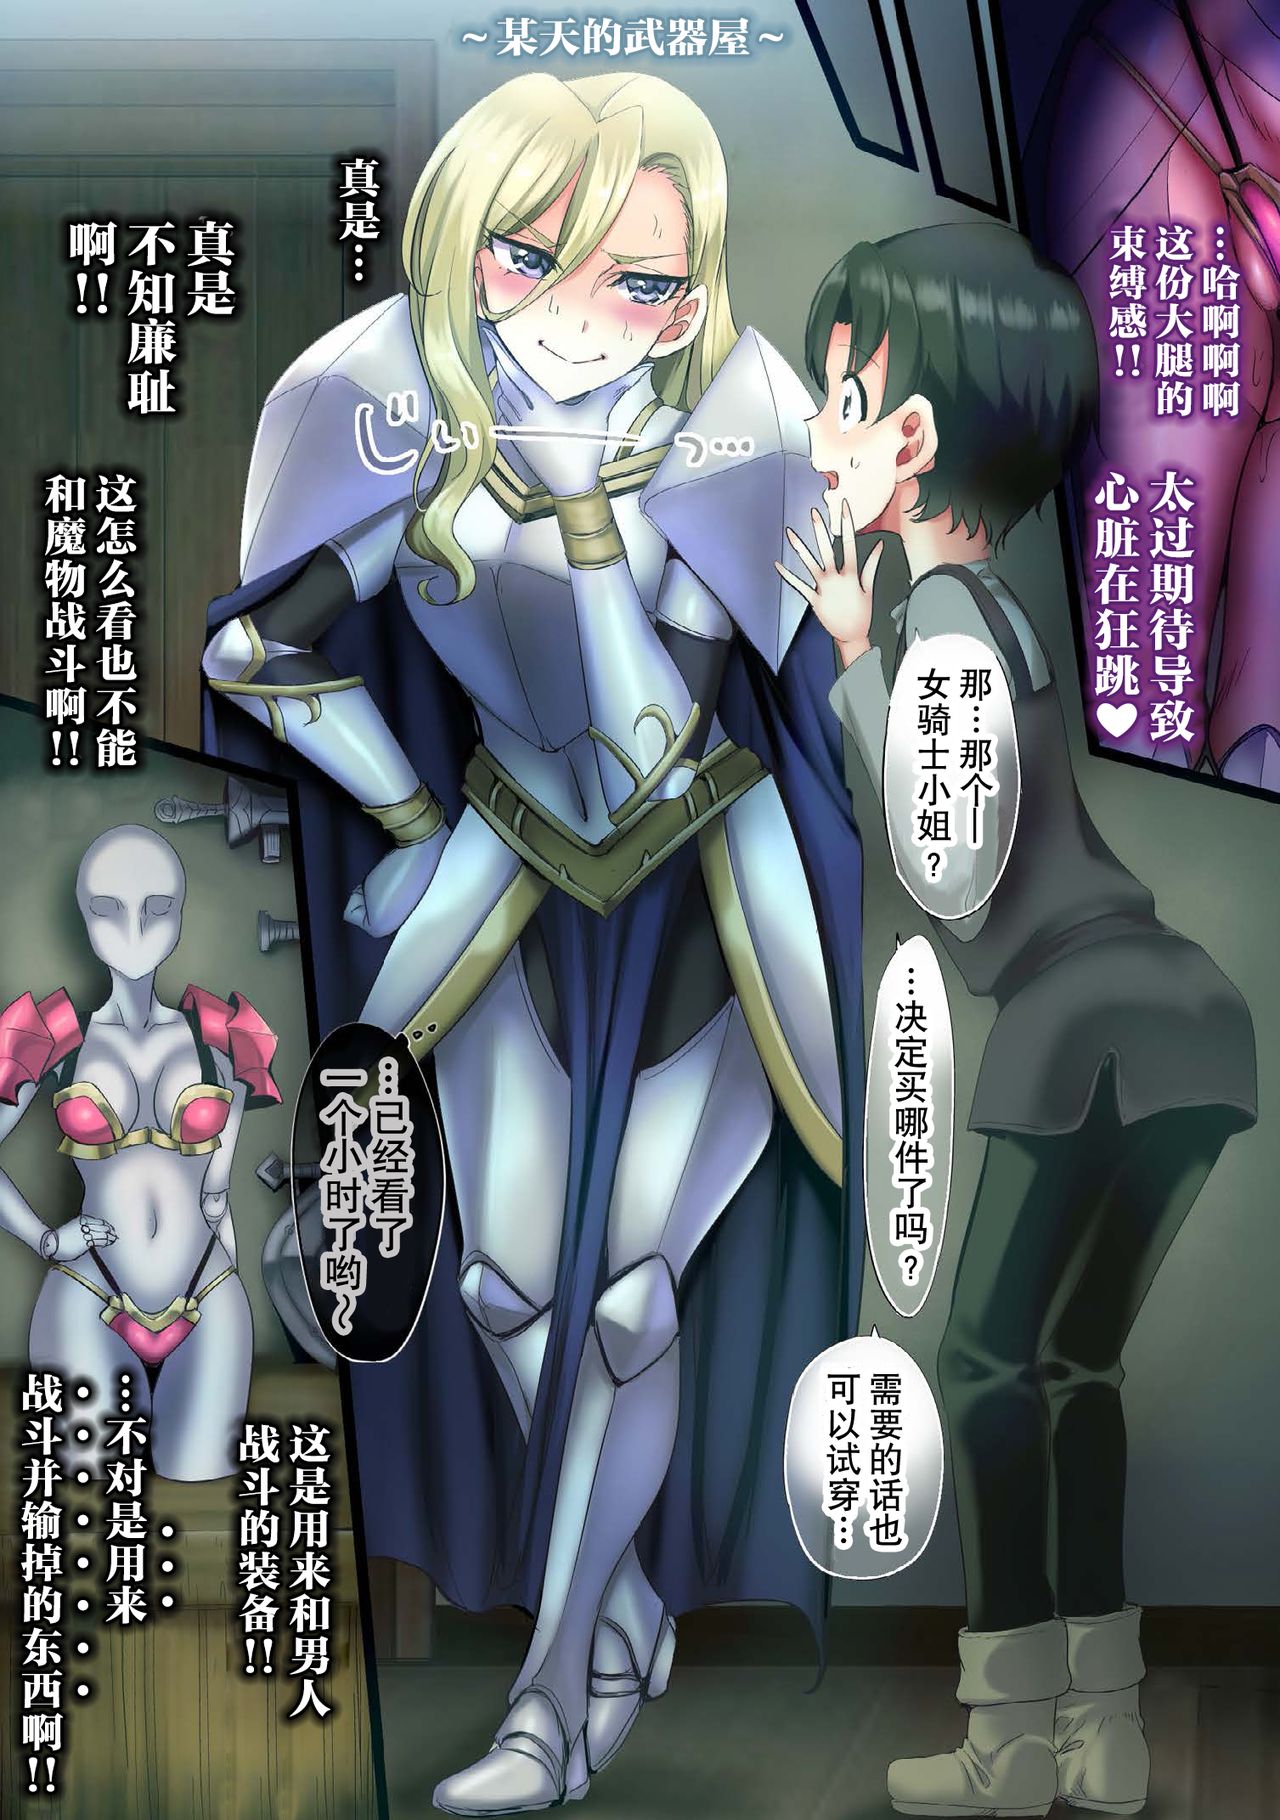 ～某天的武器屋～
…哈啊啊啊
这份大腿的
束缚感!!
太过期待导致
心脏在狂跳♥
真是…
真是
不知廉耻
啊!!
这怎么看也不能
和魔物战斗啊!!
じぃーーっ…
那…那个—
女骑士小姐?
…决定买哪件了吗?
需要的话也
可以试穿…
…已经看了
一个小时了哟～
这是用来和男人
战斗的装备!!
…不对是用来
战斗并输掉的东西啊!!